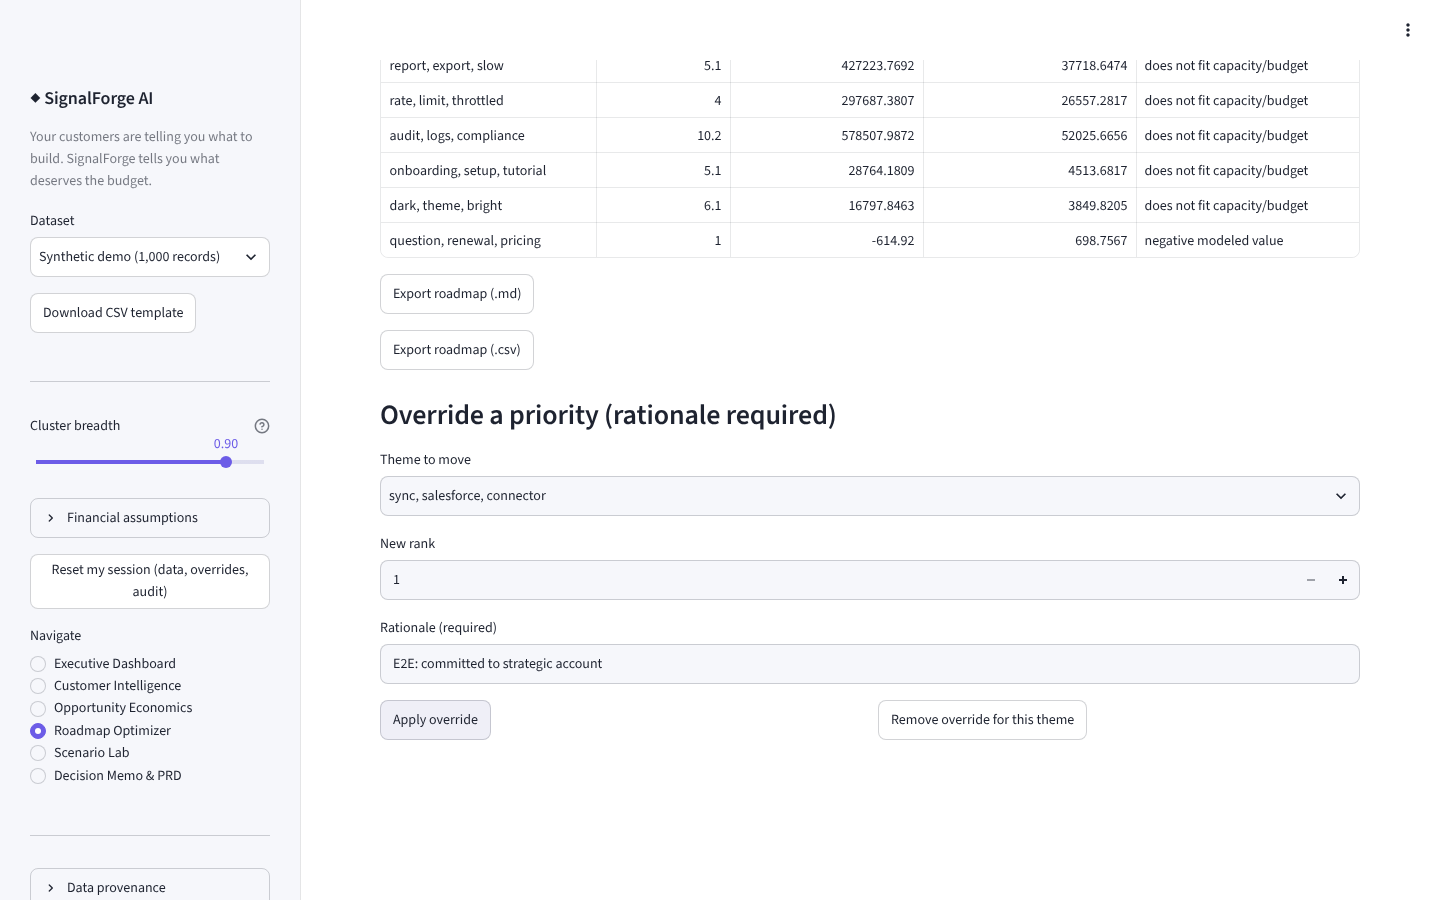 ◆ SignalForge AI
Your customers are telling you what to
build. SignalForge tells you what
deserves the budget.
Dataset
Synthetic demo (1,000 records)
Download CSV template
Cluster breadth
0.90
Financial assumptions
Reset my session (data, overrides,
audit)
Navigate
Executive Dashboard
Customer Intelligence
Opportunity Economics
Roadmap Optimizer
Scenario Lab
Decision Memo & PRD
Data provenance
report, export, slow 5.1 427223.7692 37718.6474 does not fit capacity/budget
rate, limit, throttled 4 297687.3807 26557.2817 does not fit capacity/budget
audit, logs, compliance 10.2 578507.9872 52025.6656 does not fit capacity/budget
onboarding, setup, tutorial 5.1 28764.1809 4513.6817 does not fit capacity/budget
dark, theme, bright 6.1 16797.8463 3849.8205 does not fit capacity/budget
question, renewal, pricing 1 -614.92 698.7567 negative modeled value
Export roadmap (.md)
Export roadmap (.csv)
Override a priority (rationale required)
Theme to move
sync, salesforce, connector
New rank
1
Rationale (required)
E2E: committed to strategic account
Apply override
Remove override for this theme